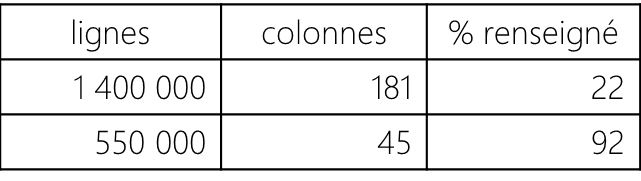 lignes colonnes % renseigné
1 400 000 181 22
550 000 45 92